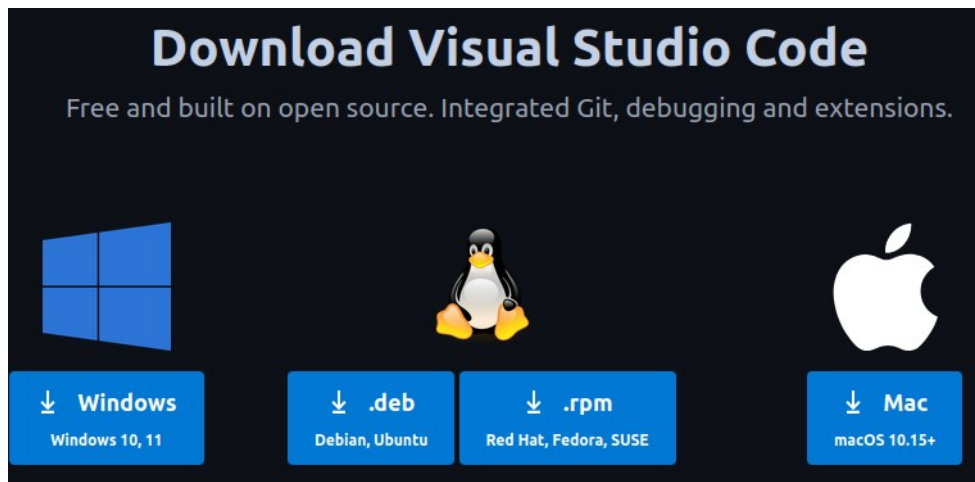 Download Visual Studio Code
Free and built on open source. Integrated Git, debugging and extensions.
Windows
Windows 10, 11
.deb
Debian, Ubuntu
.rpm
Red Hat, Fedora, SUSE
Mac
macOS 10.15+